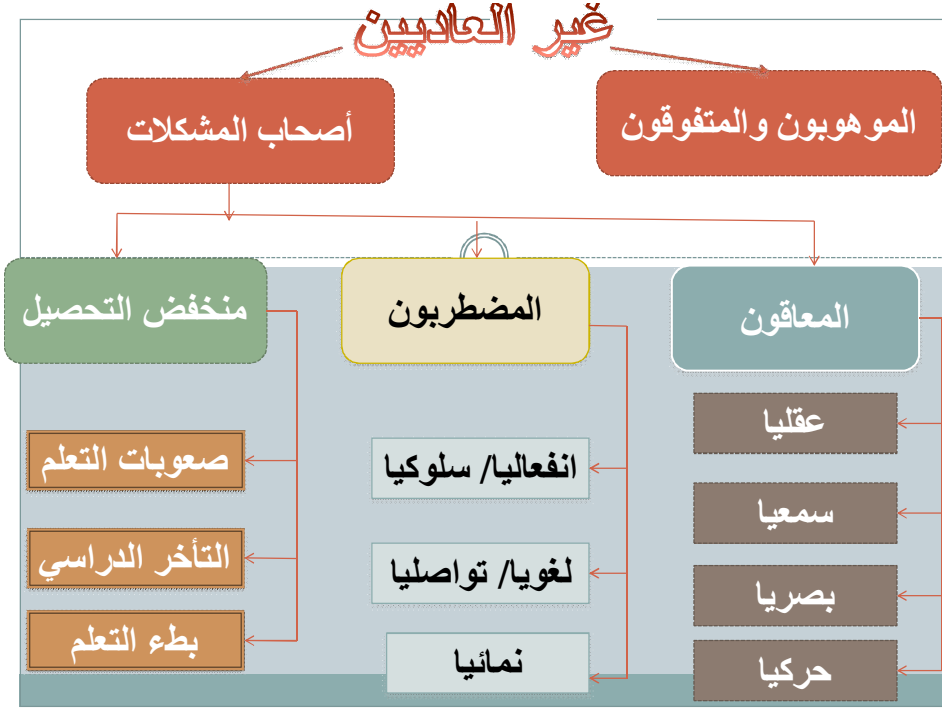 غير العاديين
الموهوبون والمتفوقون
أصحاب المشكلات
المعاقون
عقليا
سمعيا
بصريا
حركيا
المضطربون
انفعاليا/ سلوكيا
لغويا/ تواصليا
نمائيا
منخفض التحصيل
صعوبات التعلم
التأخر الدراسي
بطء التعلم